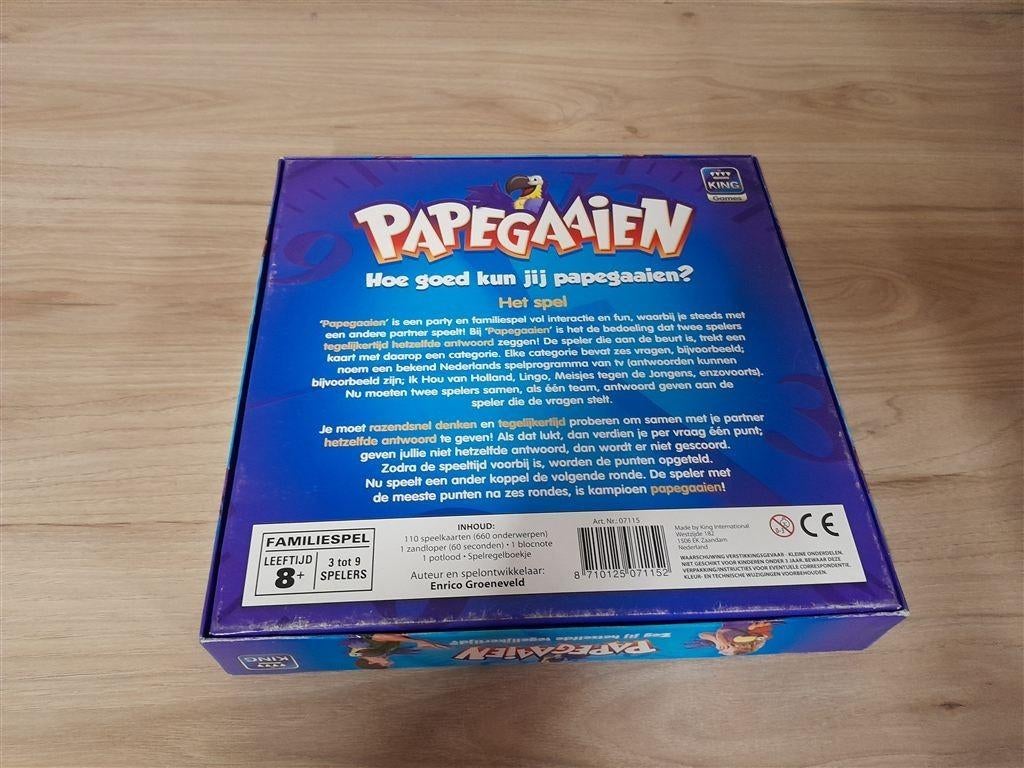 KING
Games
PAPEGAAIEN
Hoe goed kun jij papegaaien?
Het spel
'Papegaaien' is een party en familiespel vol interactie en fun, waarbij je steeds met
een andere partner speelt! Bij 'Papegaaien' is het de bedoeling dat twee spelers
tegelijkertijd hetzelfde antwoord zeggen! De speler die aan de beurt is, trekt een
kaart met daarop een categorie. Elke categorie bevat zes vragen, bijvoorbeeld;
noem een bekend Nederlands spelprogramma van tv (antwoorden kunnen
bijvoorbeeld zijn; Ik Hou van Holland, Lingo, Meisjes tegen de Jongens, enzovoorts).
Nu moeten twee spelers samen, als één team, antwoord geven aan de
speler die de vragen stelt.
Je moet razendsnel denken en tegelijkertijd proberen om samen met je partner
hetzelfde antwoord te geven! Als dat lukt, dan verdien je per vraag één punt;
geven jullie niet hetzelfde antwoord, dan wordt er niet gescoord.
Zodra de speeltijd voorbij is, worden de punten opgeteld.
Nu speelt een ander koppel de volgende ronde. De speler met
de meeste punten na zes rondes, is kampioen papegaaien!
FAMILIESPEL
LEEFTIJD
8+
3 tot 9
SPELERS
INHOUD:
110 speelkaarten (660 onderwerpen)
1 zandloper (60 seconden) • 1 blocnote
1 potlood • Spelregelboekje
Auteur en spelontwikkelaar:
Enrico Groeneveld
Art. Nr.: 07115
8 710125 071152
Made by King International
Westzijde 182
1506 EK Zaandam
Nederland
0-3
CE
WAARSCHUWING VERSTIKKINGSGEVAAR - KLEINE ONDERDELEN.
NIET GESCHIKT VOOR KINDEREN ONDER 3 JAAR. BEWAAR DEZE
VERPAKKING/INSTRUCTIES VOOR EVENTUELE CORRESPONDENTIE.
KLEUR- EN TECHNISCHE WIJZIGINGEN VOORBEHOUDEN.
KING
PAPEGAAIEN
Zeg jij hetzelfde tegelijkertijd?